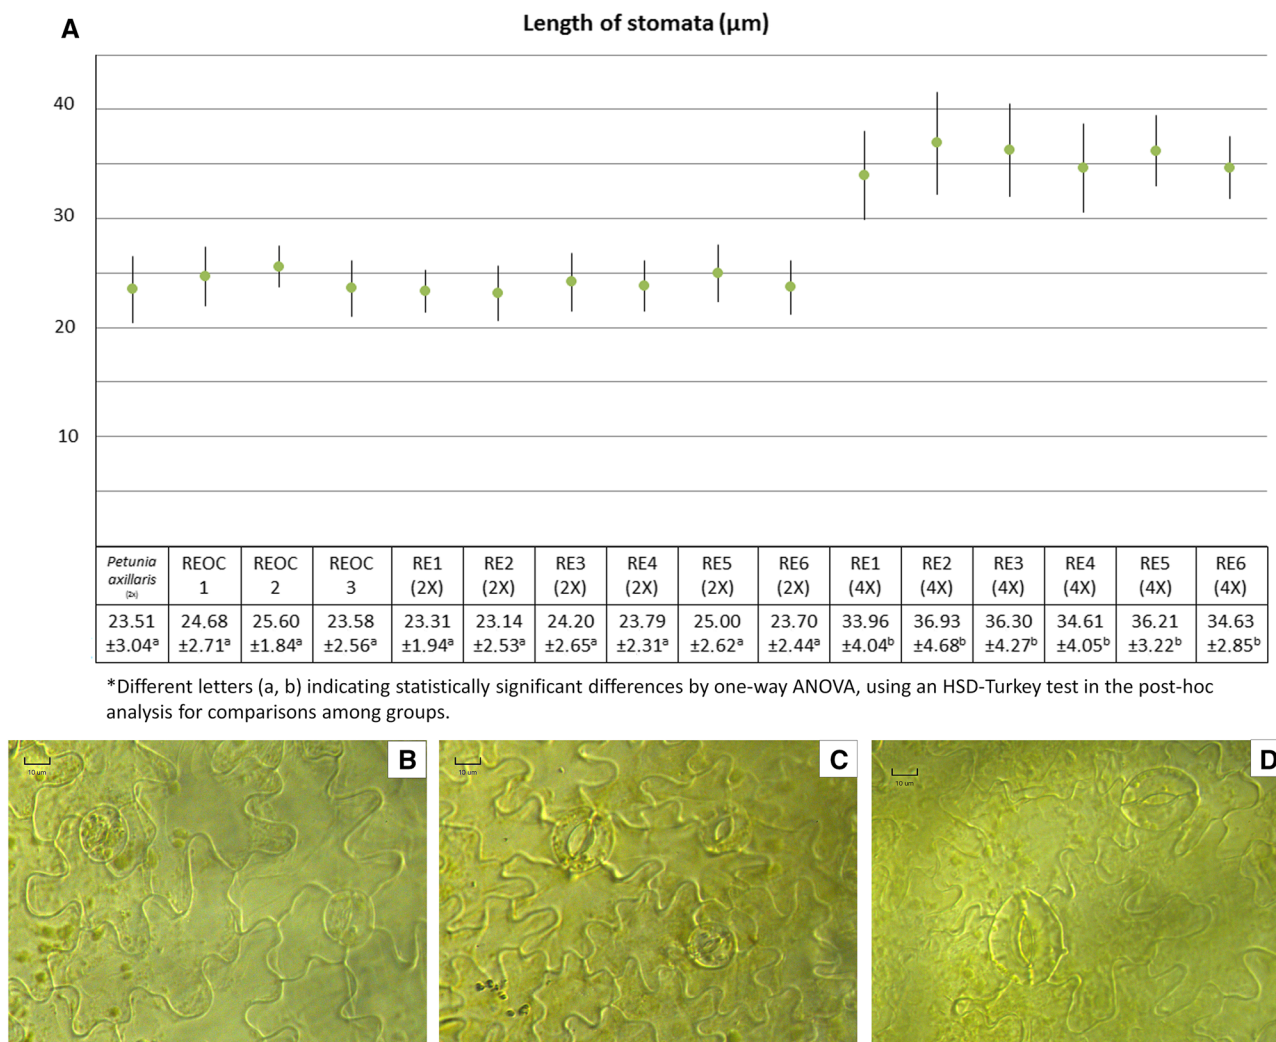 A
Length of stomata (µm)
40
30
20
10
Petunia axillaris (2x) REOC 1 REOC 2 REOC 3 RE1 (2X) RE2 (2X) RE3 (2X) RE4 (2X) RE5 (2X) RE6 (2X) RE1 (4X) RE2 (4X) RE3 (4X) RE4 (4X) RE5 (4X) RE6 (4X)
23.51 24.68 25.60 23.58 23.31 23.14 24.20 23.79 25.00 23.70 33.96 36.93 36.30 34.61 36.21 34.63
±3.04ᵃ ±2.71ᵃ ±1.84ᵃ ±2.56ᵃ ±1.94ᵃ ±2.53ᵃ ±2.65ᵃ ±2.31ᵃ ±2.62ᵃ ±2.44ᵃ ±4.04ᵇ ±4.68ᵇ ±4.27ᵇ ±4.05ᵇ ±3.22ᵇ ±2.85ᵇ
*Different letters (a, b) indicating statistically significant differences by one-way ANOVA, using an HSD-Turkey test in the post-hoc
analysis for comparisons among groups.
B
10 um
C
10 um
D
10 um